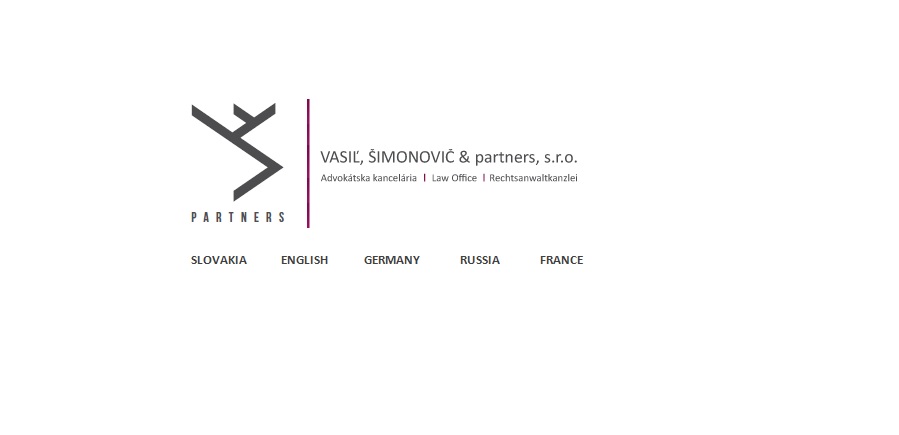 VASIĽ, ŠIMONOVIČ & partners, s.r.o.
Advokátska kancelária | Law Office | Rechtsanwaltkanzlei
PARTNERS
SLOVAKIA ENGLISH GERMANY RUSSIA FRANCE